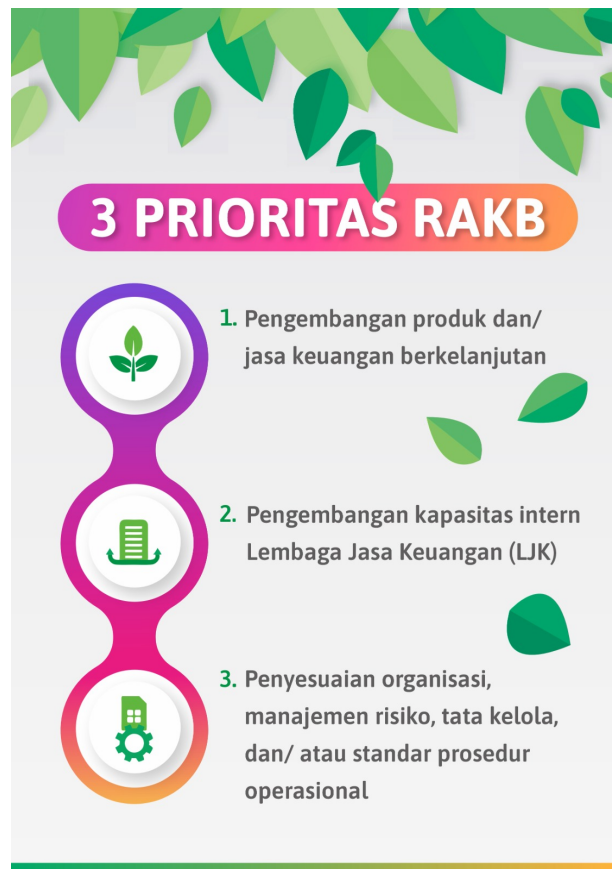 3 PRIORITAS RAKB
1. Pengembangan produk dan/
jasa keuangan berkelanjutan
2. Pengembangan kapasitas intern
Lembaga Jasa Keuangan (LJK)
3. Penyesuaian organisasi,
manajemen risiko, tata kelola,
dan/ atau standar prosedur
operasional